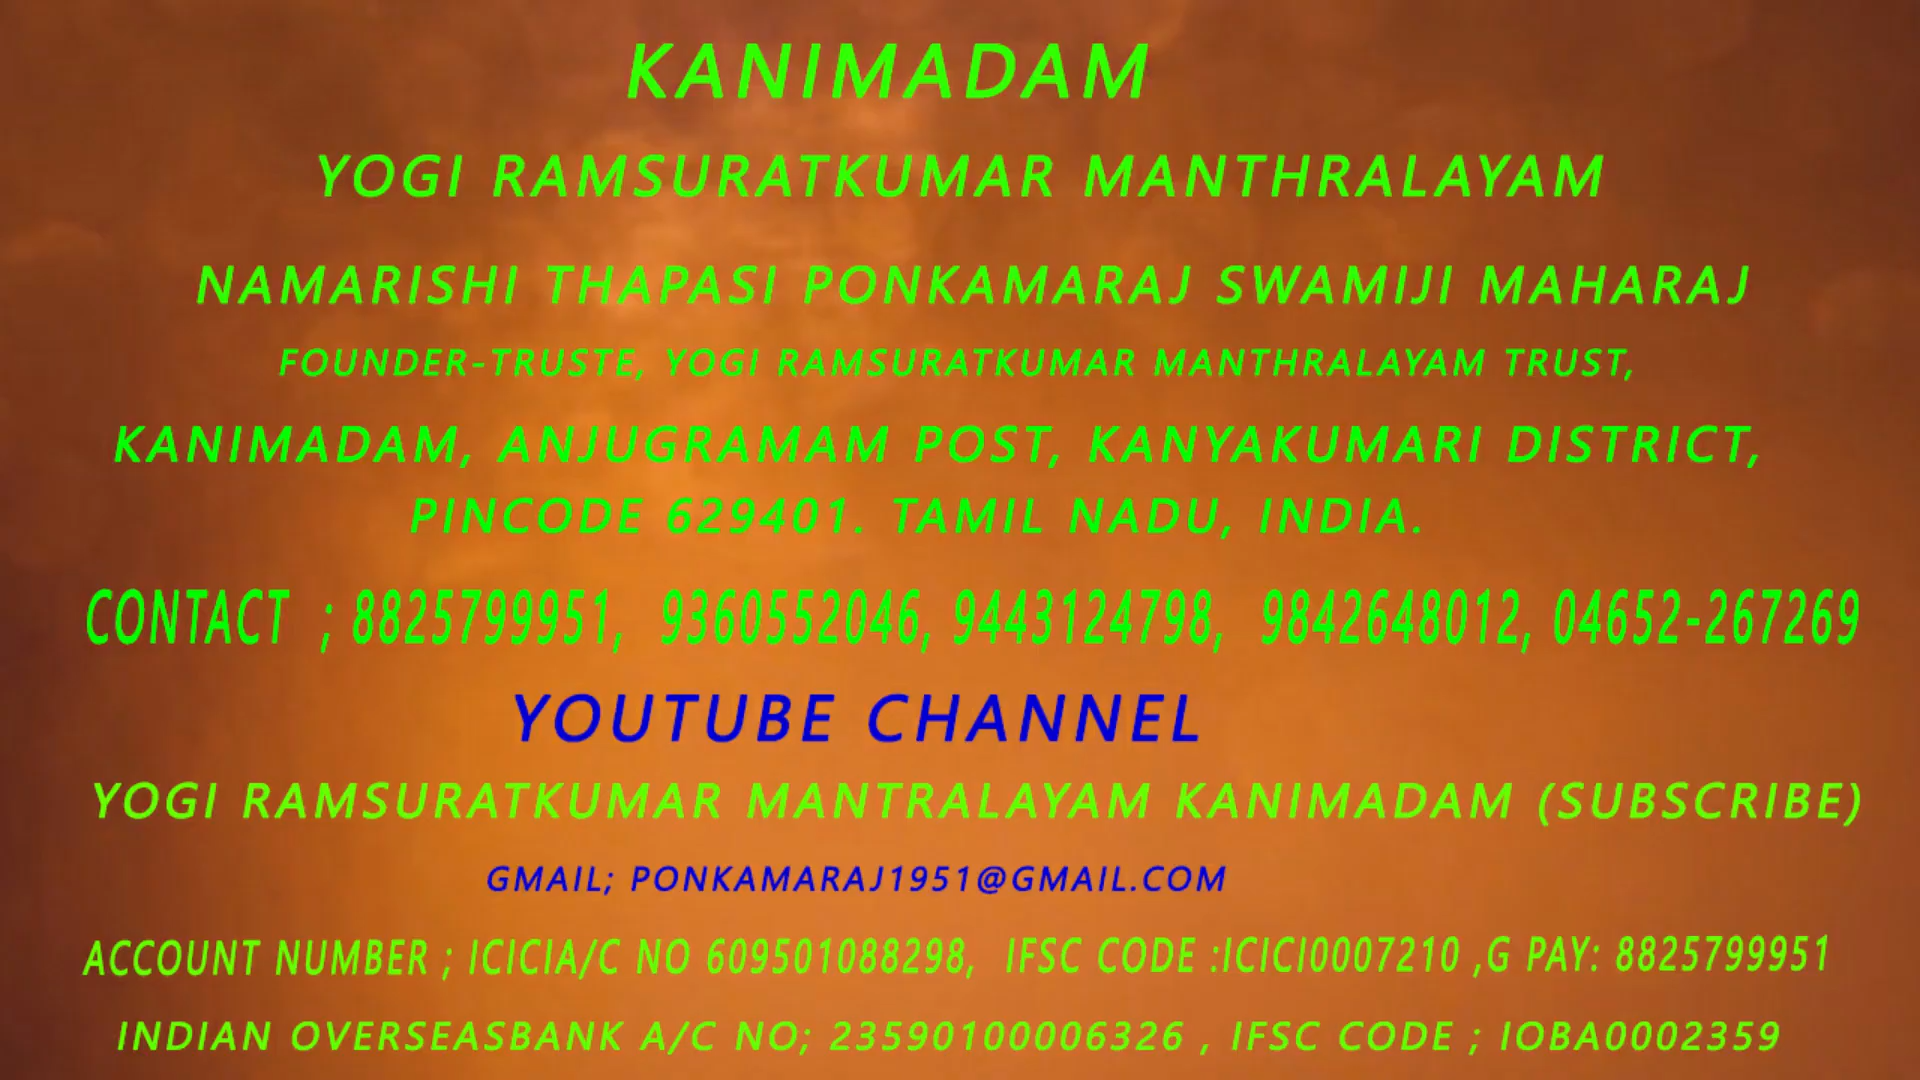 KANIMADAM
YOGI RAMSURATKUMAR MANTHRALAYAM
NAMARISHI THAPASI PONKAMARAJ SWAMIJI MAHARAJ
FOUNDER-TRUSTE, YOGI RAMSURATKUMAR MANTHRALAYAM TRUST,
KANIMADAM, ANJUGRAMAM POST, KANYAKUMARI DISTRICT,
PINCODE 629401. TAMIL NADU, INDIA.
CONTACT ; 8825799951, 9360552046, 9443124798, 9842648012, 04652-267269
YOUTUBE CHANNEL
YOGI RAMSURATKUMAR MANTRALAYAM KANIMADAM (SUBSCRIBE)
GMAIL; PONKAMARAJ1951@GMAIL.COM
ACCOUNT NUMBER ; ICICIA/C NO 609501088298, IFSC CODE :ICICI0007210 ,G PAY: 8825799951
INDIAN OVERSEASBANK A/C NO; 23590100006326 , IFSC CODE ; IOBA0002359